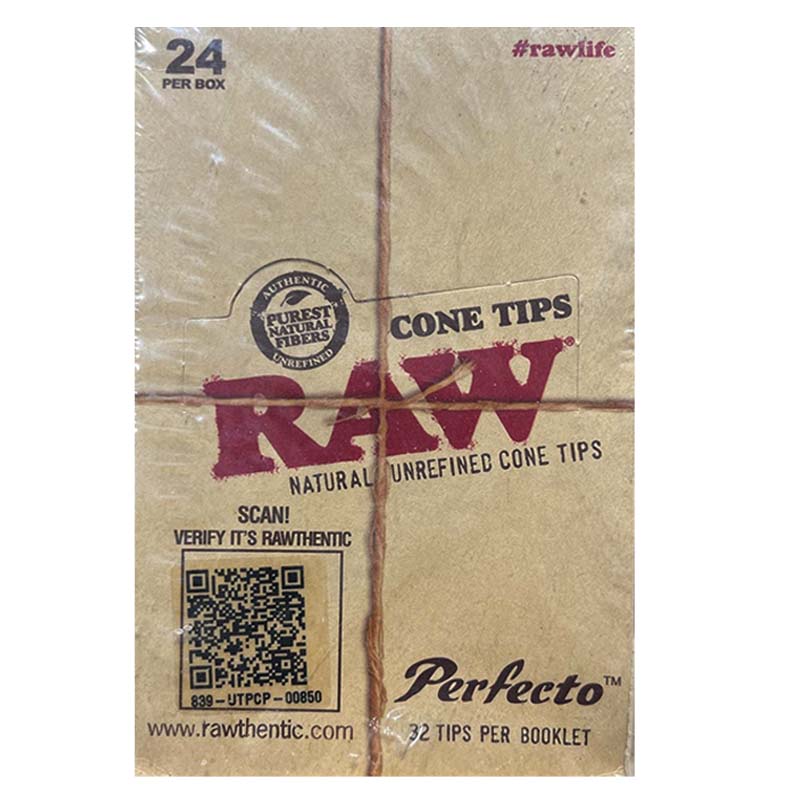 24
PER BOX
#rawlife
AUTHENTIC
PUREST
NATURAL
FIBERS
UNREFINED
CONE TIPS
RAW®
NATURAL UNREFINED CONE TIPS
SCAN!
VERIFY IT'S RAWTHENTIC
839-UTPCP-00850
www.rawthentic.com
Perfecto™
32 TIPS PER BOOKLET